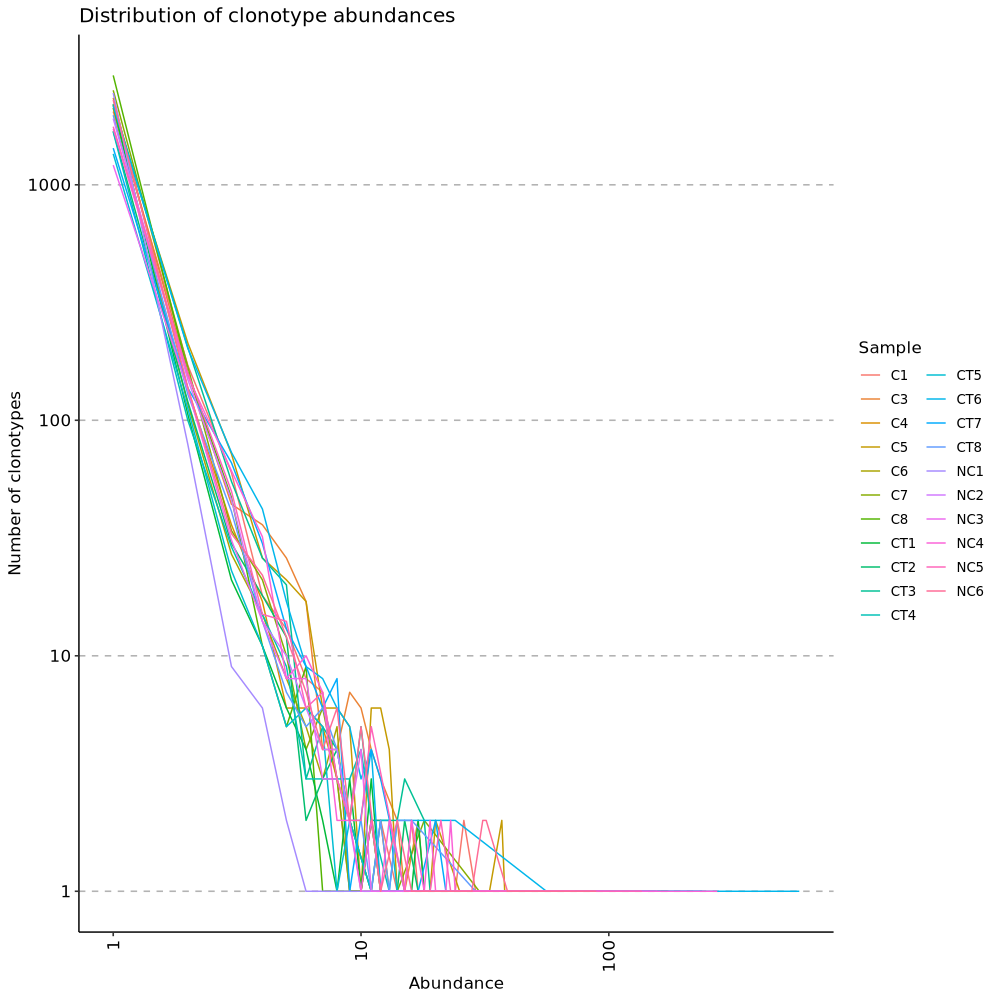 Distribution of clonotype abundances
Number of clonotypes
1000
100
10
1
1
10
100
Abundance
Sample
C1
C3
C4
C5
C6
C7
C8
CT1
CT2
CT3
CT4
CT5
CT6
CT7
CT8
NC1
NC2
NC3
NC4
NC5
NC6